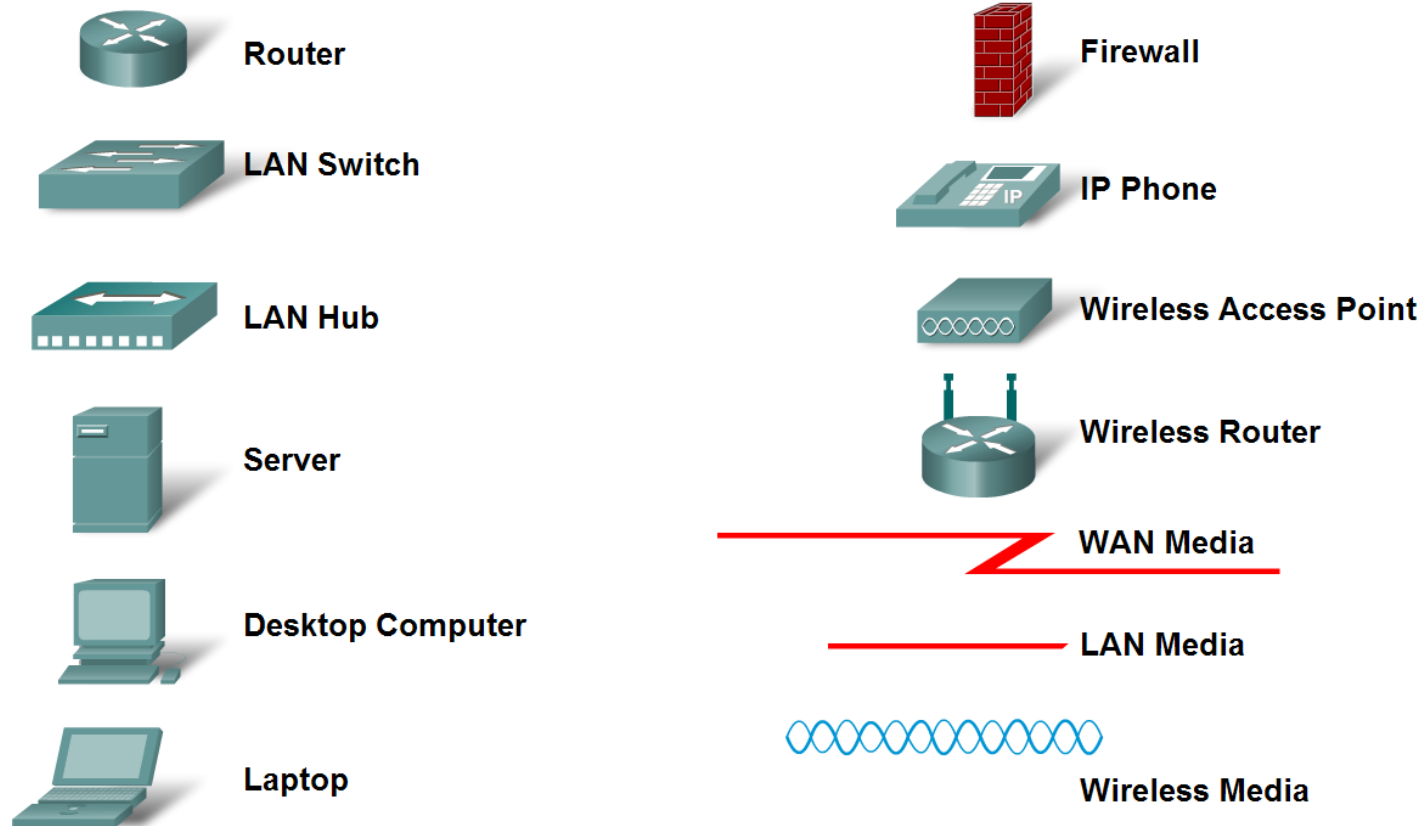 Router
LAN Switch
LAN Hub
Server
Desktop Computer
Laptop
Firewall
IP
IP Phone
Wireless Access Point
Wireless Router
WAN Media
LAN Media
Wireless Media